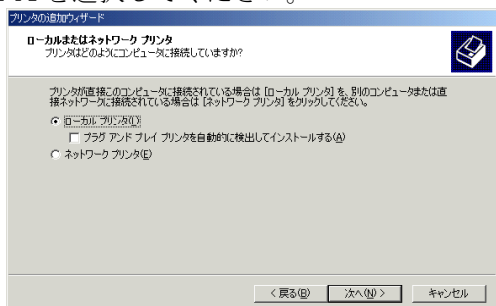 を選択してください。
プリンタの追加ウィザード
ローカルまたはネットワーク プリンタ
プリンタはどのようにコンピュータに接続していますか?
プリンタが直接このコンピュータに接続されている場合は [ローカル プリンタ] を、別のコンピュータまたは直
接ネットワークに接続されている場合は [ネットワーク プリンタ] をクリックしてください。
ローカル プリンタ(L)
プラグ アンド プレイ プリンタを自動的に検出してインストールする(A)
ネットワーク プリンタ(E)
< 戻る(B) 次へ(N) > キャンセル